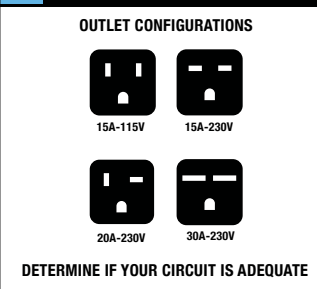 OUTLET CONFIGURATIONS
15A-115V 15A-230V
20A-230V 30A-230V
DETERMINE IF YOUR CIRCUIT IS ADEQUATE